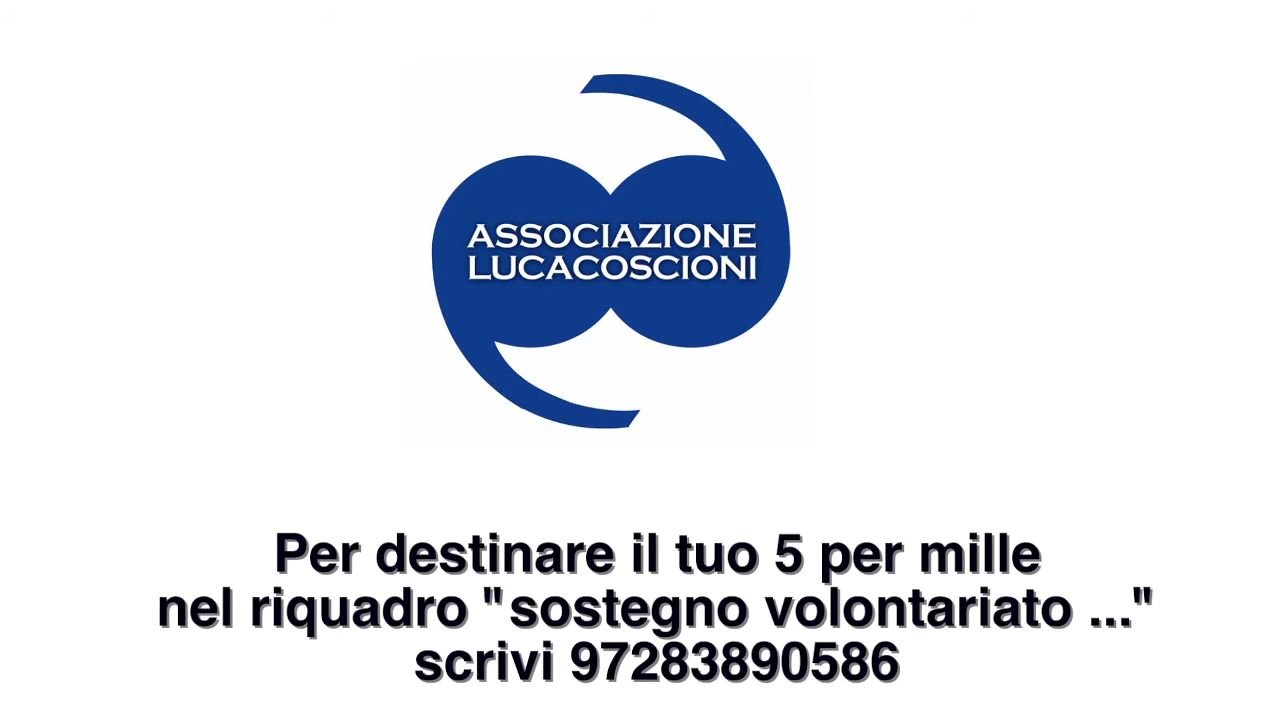 ASSOCIAZIONE
LUCACOSCIONI
Per destinare il tuo 5 per mille
nel riquadro "sostegno volontariato ..."
scrivi 97283890586